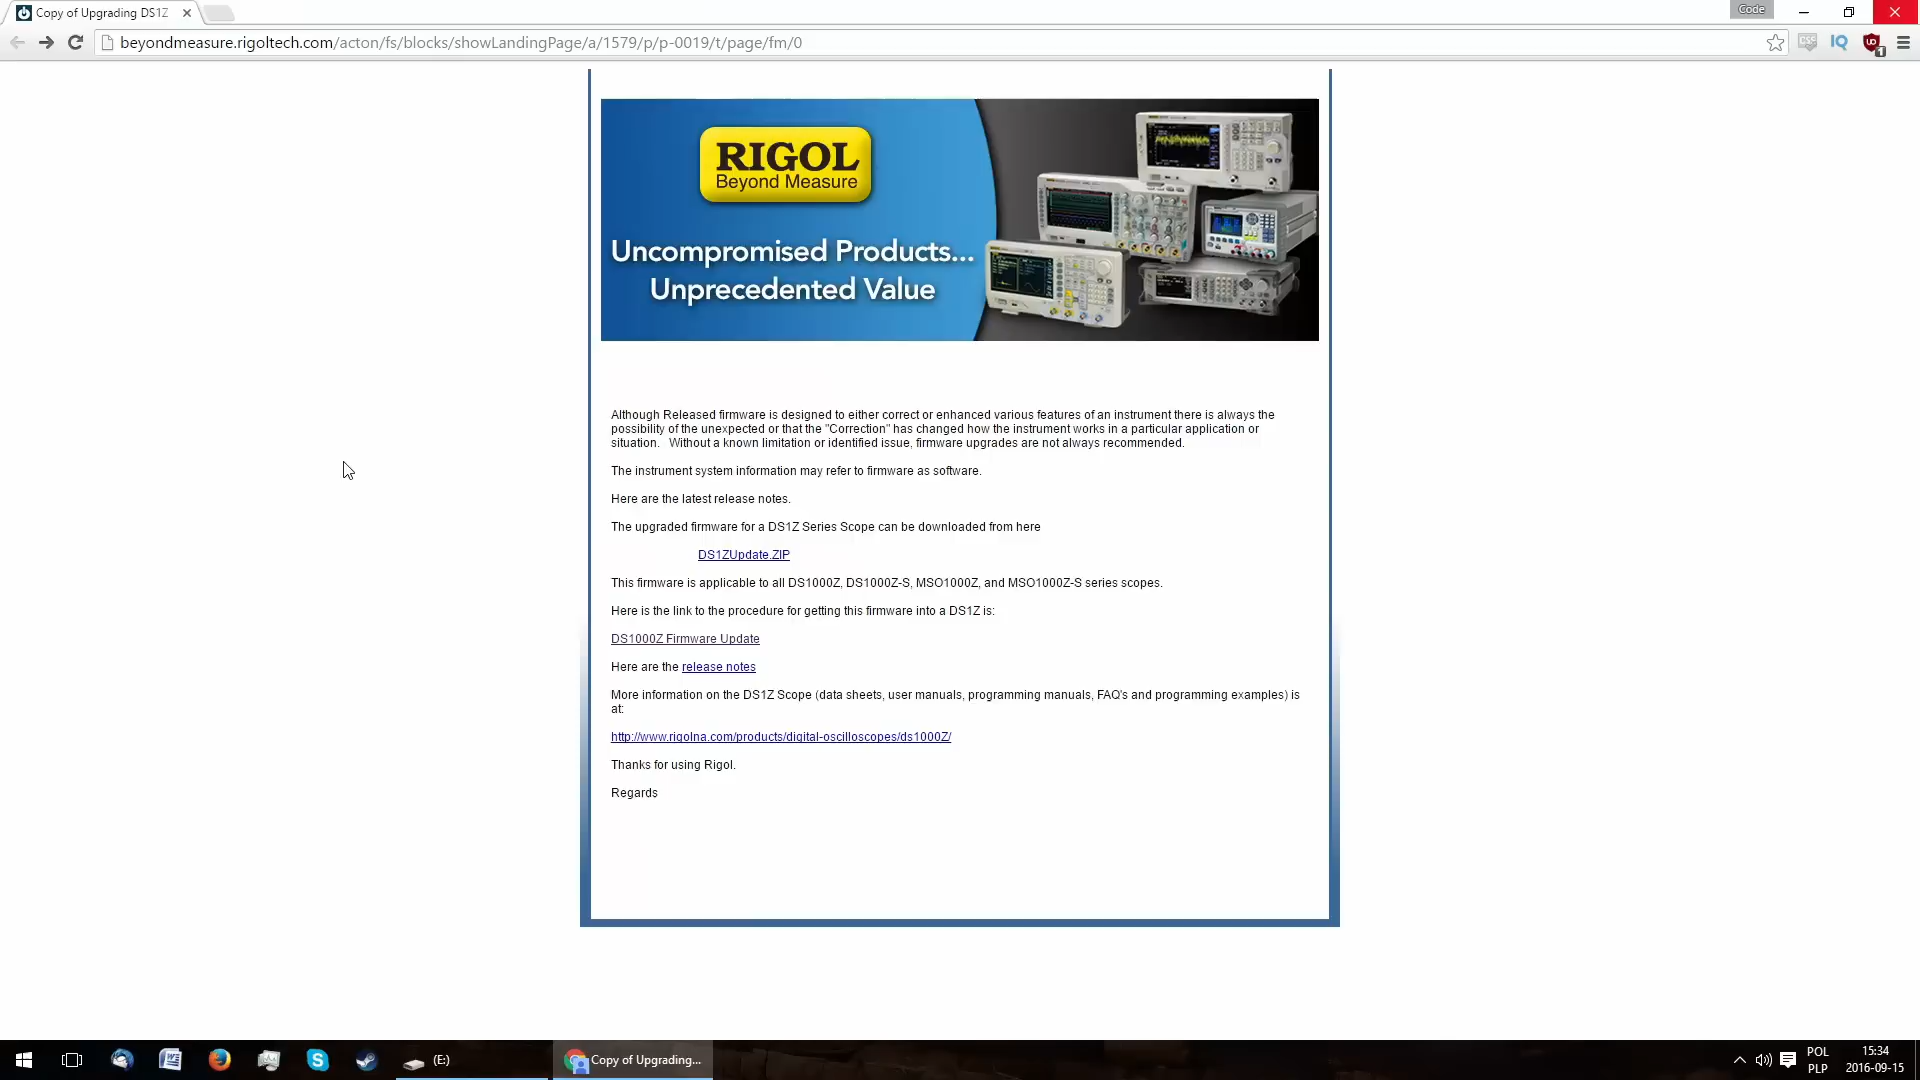 Copy of Upgrading DS1Z
Code
beyondmeasure.rigoltech.com/acton/fs/blocks/showLandingPage/a/1579/p/p-0019/t/page/fm/0
CSC
IQ
1
RIGOL
Beyond Measure
Uncompromised Products...
Unprecedented Value
Although Released firmware is designed to either correct or enhanced various features of an instrument there is always the
possibility of the unexpected or that the "Correction" has changed how the instrument works in a particular application or
situation. Without a known limitation or identified issue, firmware upgrades are not always recommended.
The instrument system information may refer to firmware as software.
Here are the latest release notes.
The upgraded firmware for a DS1Z Series Scope can be downloaded from here
DS1ZUpdate.ZIP
This firmware is applicable to all DS1000Z, DS1000Z-S, MSO1000Z, and MSO1000Z-S series scopes.
Here is the link to the procedure for getting this firmware into a DS1Z is:
DS1000Z Firmware Update
Here are the release notes
More information on the DS1Z Scope (data sheets, user manuals, programming manuals, FAQ's and programming examples) is
at:
http://www.rigolna.com/products/digital-oscilloscopes/ds1000Z/
Thanks for using Rigol.
Regards
(E:)
Copy of Upgrading...
POL
PLP
15:34
2016-09-15